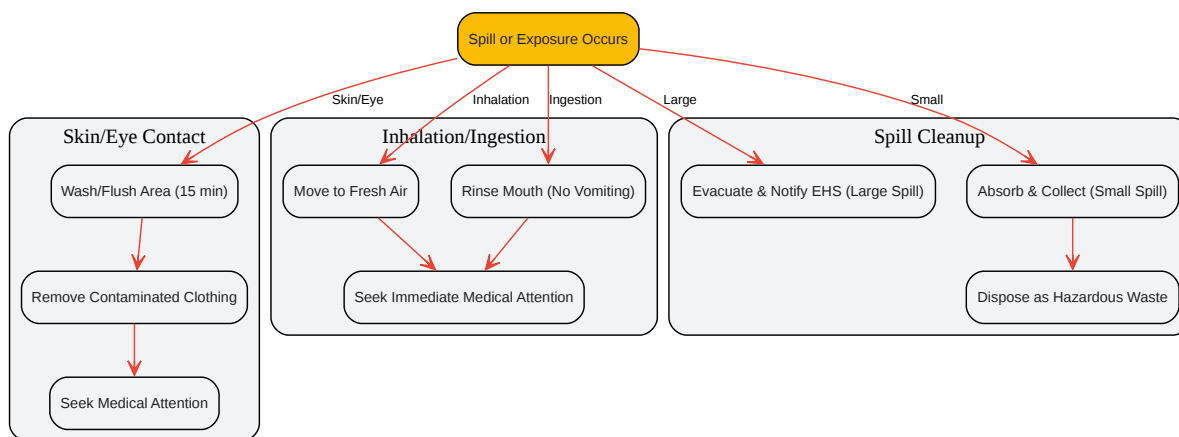 Spill or Exposure Occurs
Skin/Eye
Inhalation
Ingestion
Large
Small
Skin/Eye Contact
Inhalation/Ingestion
Spill Cleanup
Wash/Flush Area (15 min)
Move to Fresh Air
Rinse Mouth (No Vomiting)
Evacuate & Notify EHS (Large Spill)
Absorb & Collect (Small Spill)
Remove Contaminated Clothing
Seek Immediate Medical Attention
Dispose as Hazardous Waste
Seek Medical Attention